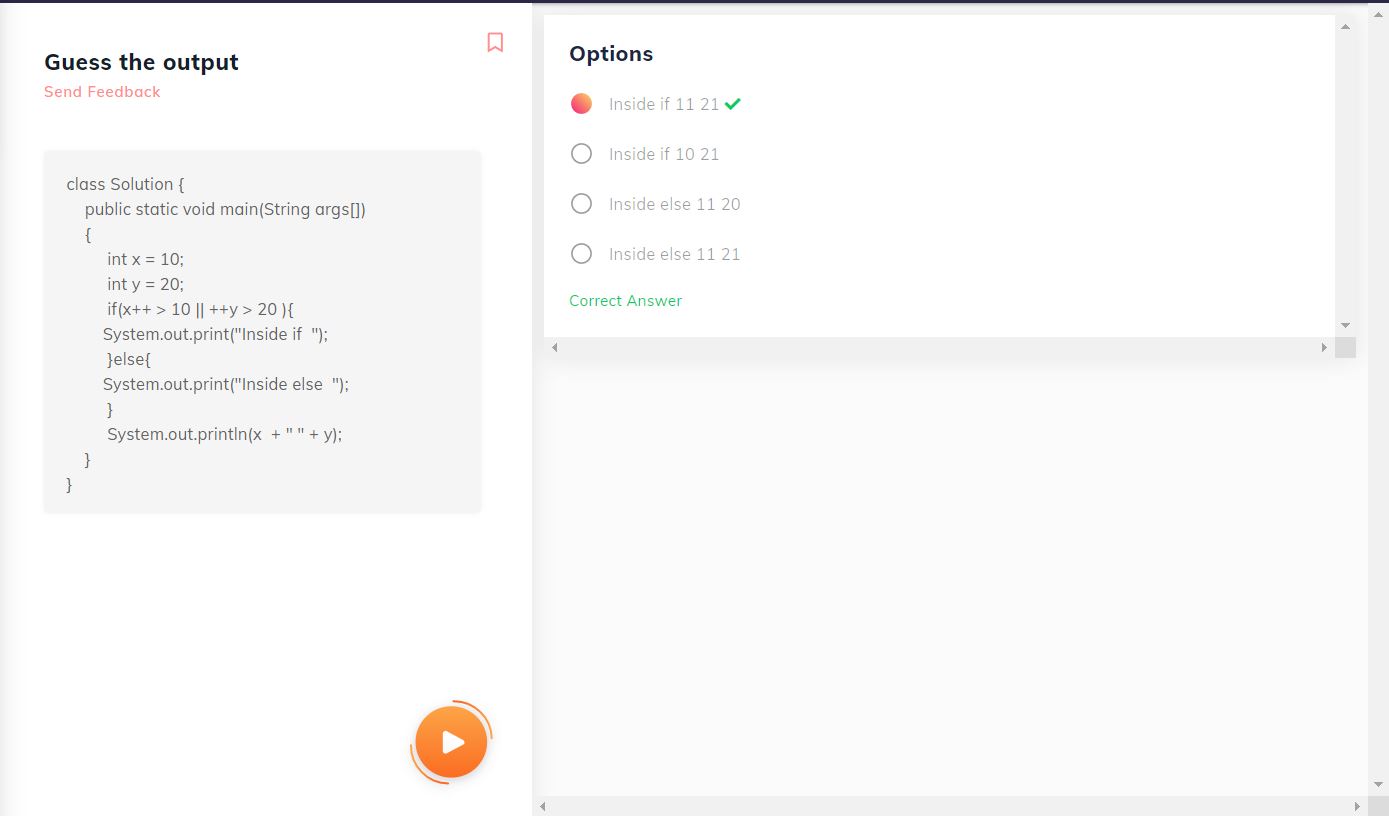 Guess the output
Send Feedback
class Solution {
public static void main(String args[])
{
int x = 10;
int y = 20;
if(x++ > 10 || ++y > 20 ){
System.out.print("Inside if  ");
}else{
System.out.print("Inside else  ");
}
System.out.println(x  + " " + y);
}
}
Options
Inside if 11 21
Inside if 10 21
Inside else 11 20
Inside else 11 21
Correct Answer